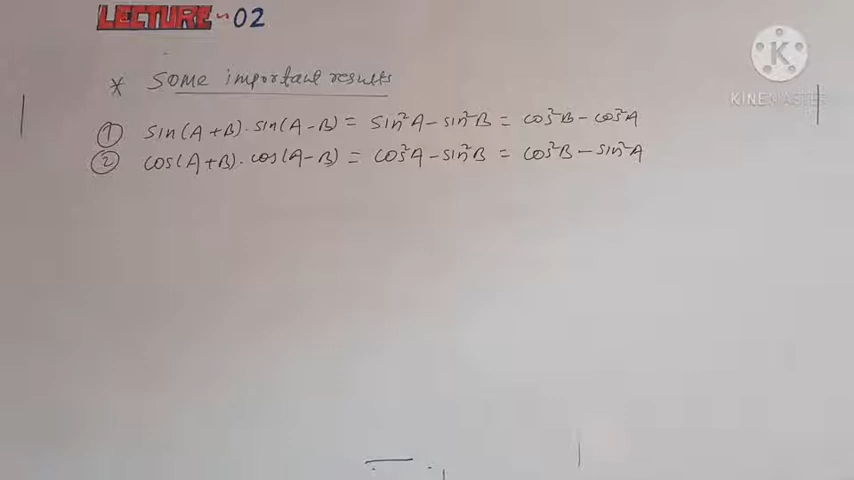 LECTURE-02
K
KINEMASTER
* Some important results
① sin(A+B).sin(A-B) = sin²A-sin²B = cos²B-cos²A
② cos(A+B).cos(A-B) = cos²A-sin²B = cos²B-sin²A